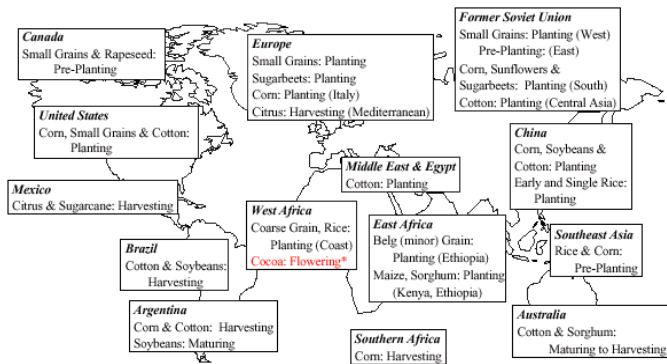 Canada
Small Grains & Rapeseed:
Pre-Planting
United States
Corn, Small Grains & Cotton:
Planting
Mexico
Citrus & Sugarcane: Harvesting
Brazil
Cotton & Soybeans:
Harvesting
Argentina
Corn & Cotton: Harvesting
Soybeans: Maturing
Europe
Small Grains: Planting
Sugarbeets: Planting
Corn: Planting (Italy)
Citrus: Harvesting (Mediterranean)
Middle East & Egypt
Cotton: Planting
West Africa
Coarse Grain, Rice:
Planting (Coast)
Cocoa: Flowering*
East Africa
Belg (minor) Grain:
Planting (Ethiopia)
Maize, Sorghum: Planting
(Kenya, Ethiopia)
Southern Africa
Corn: Harvesting
Former Soviet Union
Small Grains: Planting (West)
Pre-Planting: (East)
Corn, Sunflowers &
Sugarbeets: Planting (South)
Cotton: Planting (Central Asia)
China
Corn, Soybeans &
Cotton: Planting
Early and Single Rice:
Planting
Southeast Asia
Rice & Corn:
Pre-Planting
Australia
Cotton & Sorghum:
Maturing to Harvesting